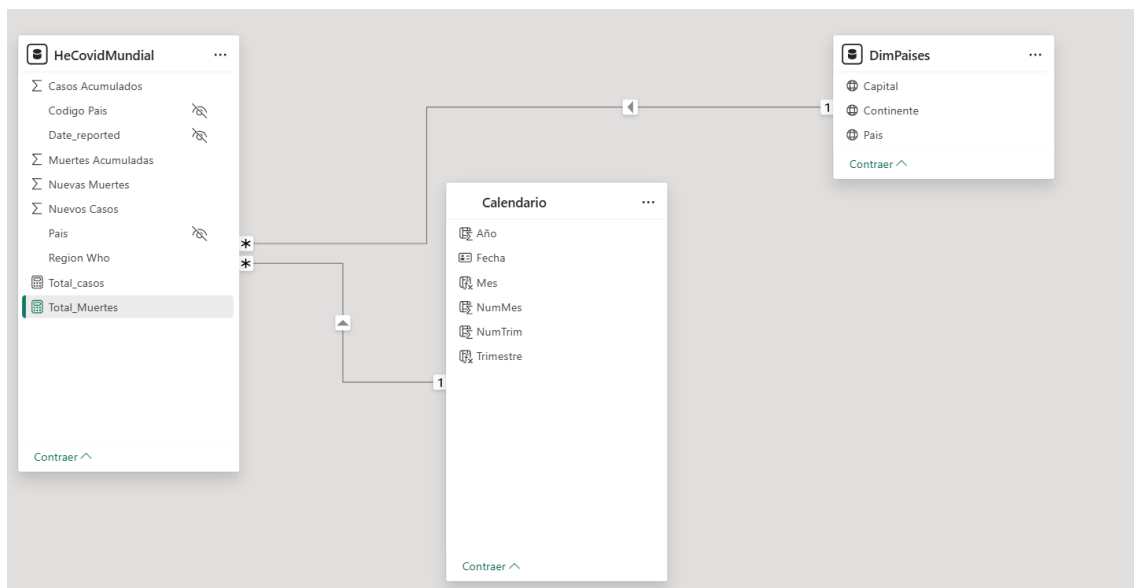 HeCovidMundial
Casos Acumulados
Codigo Pais
Date_reported
Muertes Acumuladas
Nuevas Muertes
Nuevos Casos
Pais
Region Who
Total_casos
Total_Muertes
Contraer
*
*
1
Calendario
Año
Fecha
Mes
NumMes
NumTrim
Trimestre
Contraer
1
DimPaises
Capital
Continente
Pais
Contraer